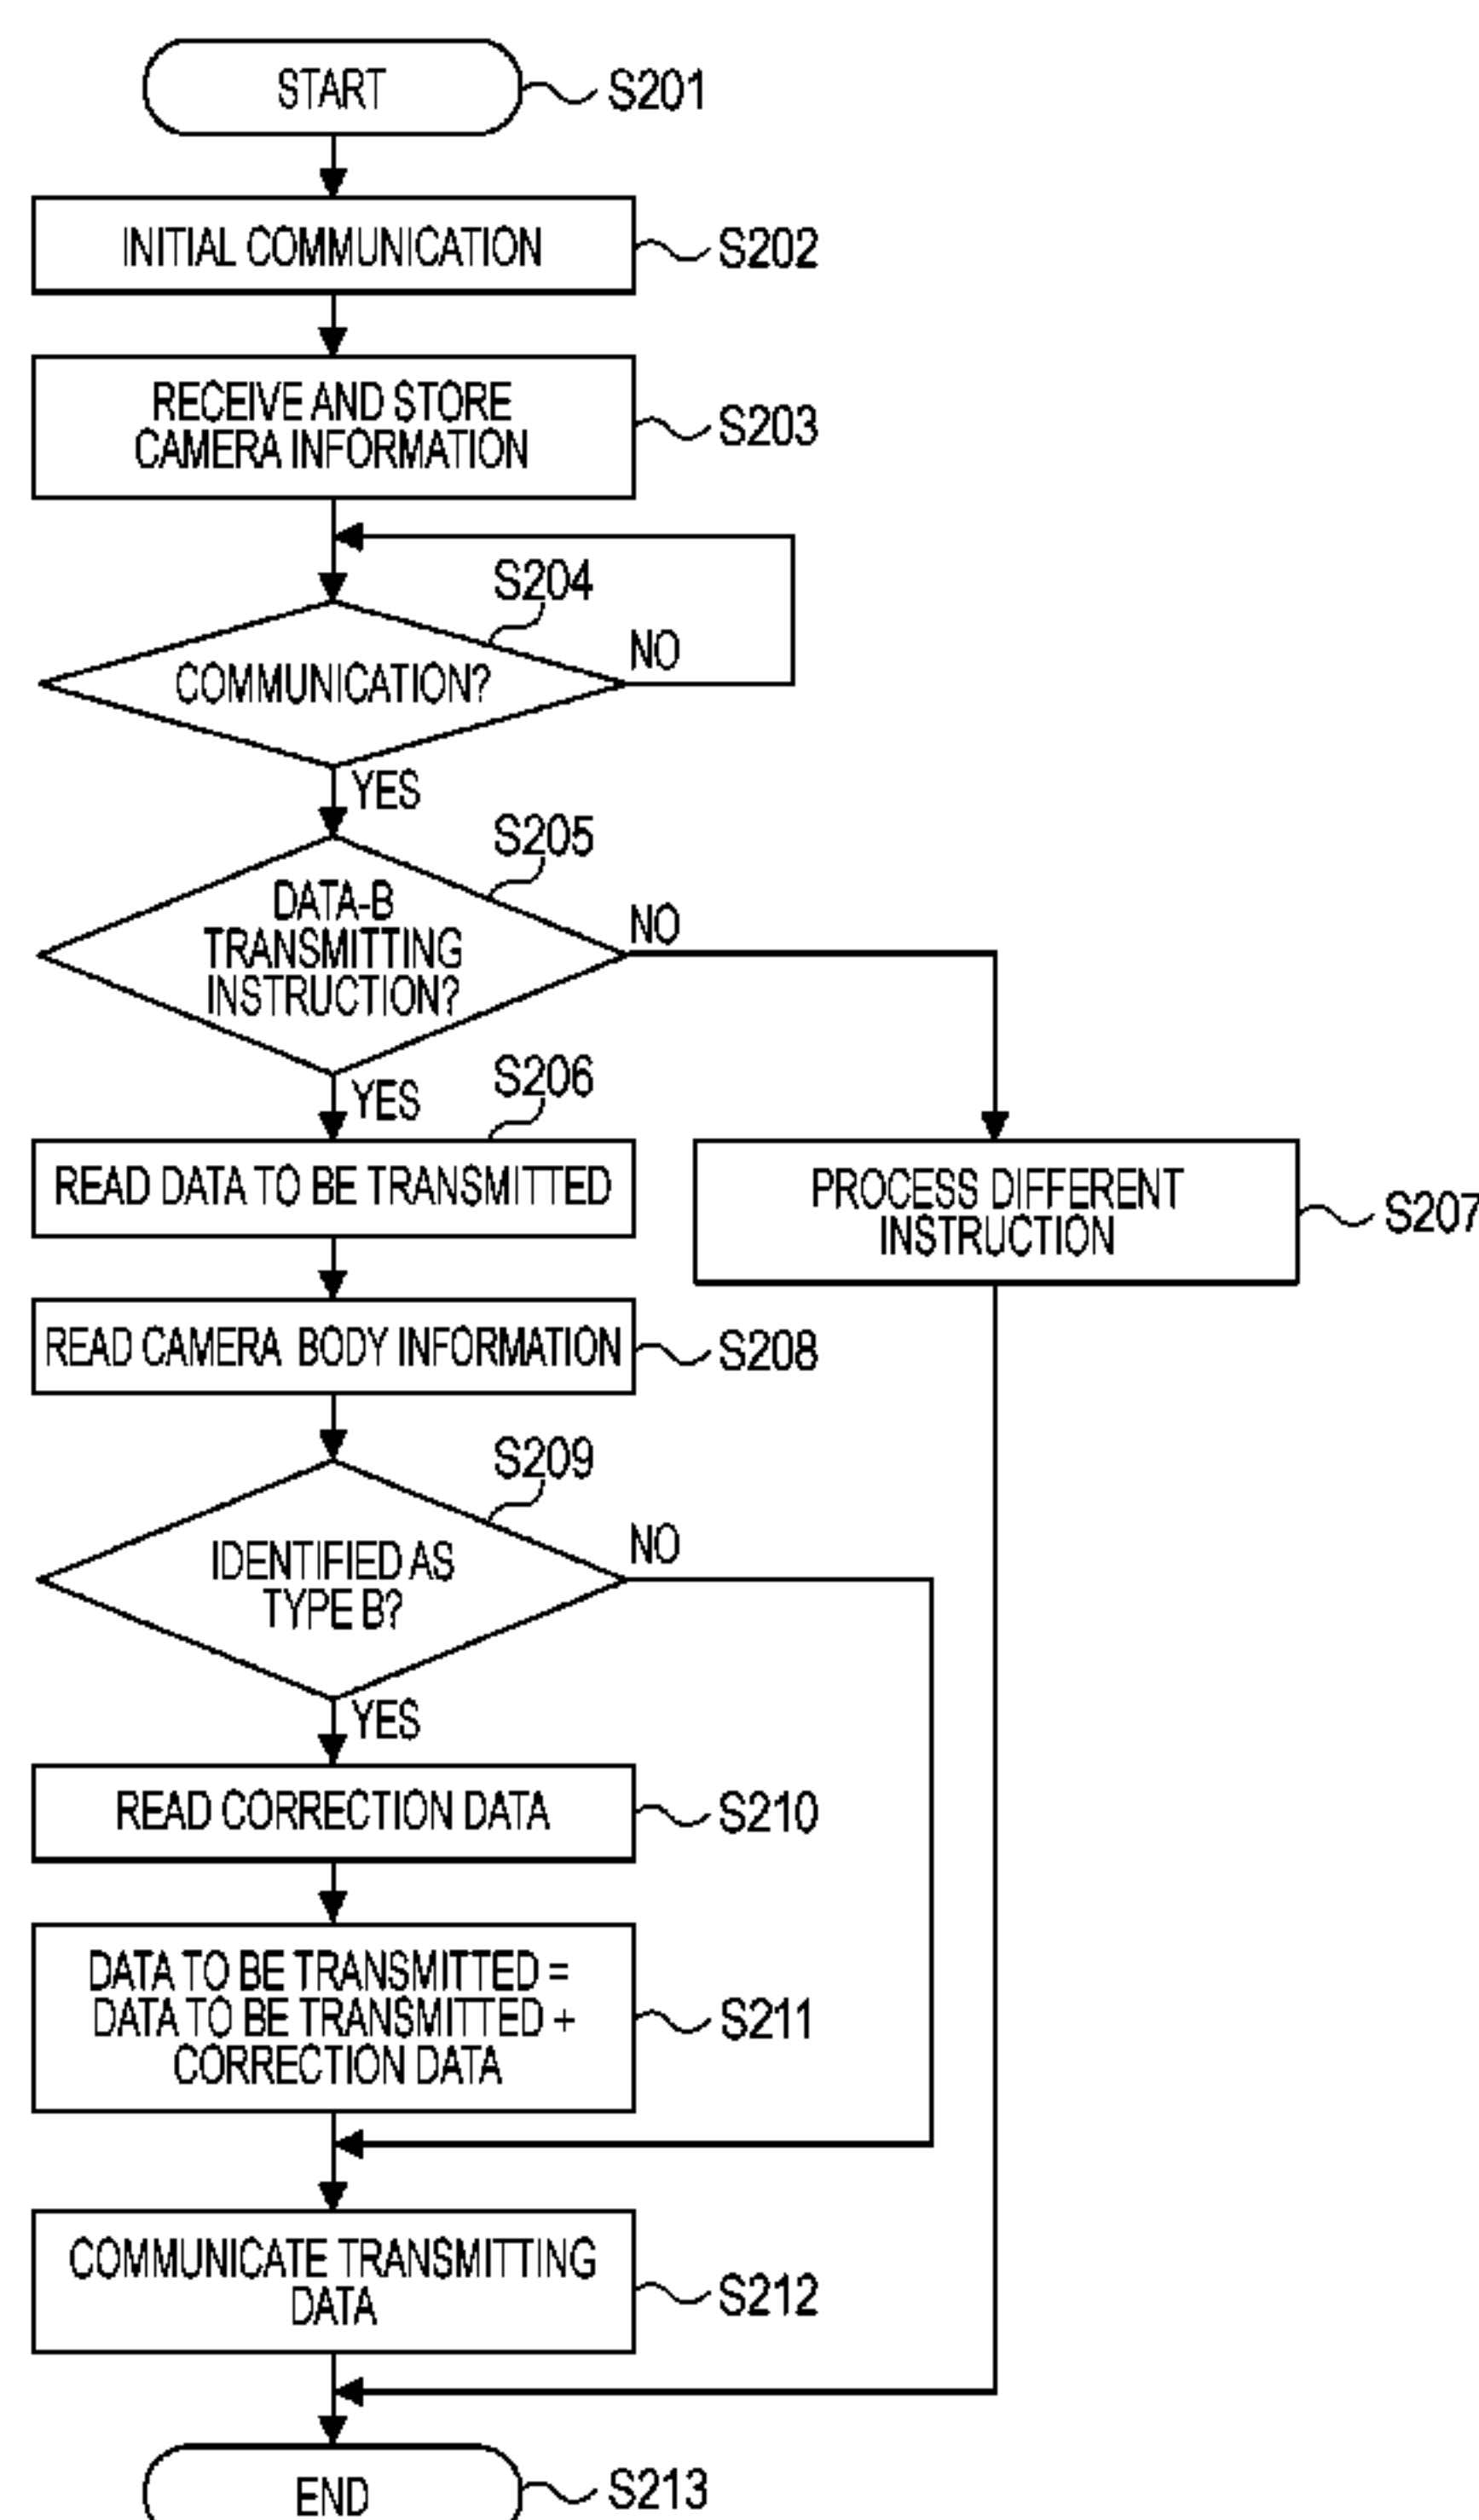 START
S201
INITIAL COMMUNICATION
S202
RECEIVE AND STORE
CAMERA INFORMATION
S203
S204
COMMUNICATION?
NO
YES
S205
DATA-B
TRANSMITTING
INSTRUCTION?
NO
YES
S206
READ DATA TO BE TRANSMITTED
PROCESS DIFFERENT
INSTRUCTION
S207
READ CAMERA BODY INFORMATION
S208
S209
IDENTIFIED AS
TYPE B?
NO
YES
READ CORRECTION DATA
S210
DATA TO BE TRANSMITTED =
DATA TO BE TRANSMITTED +
CORRECTION DATA
S211
COMMUNICATE TRANSMITTING
DATA
S212
END
S213